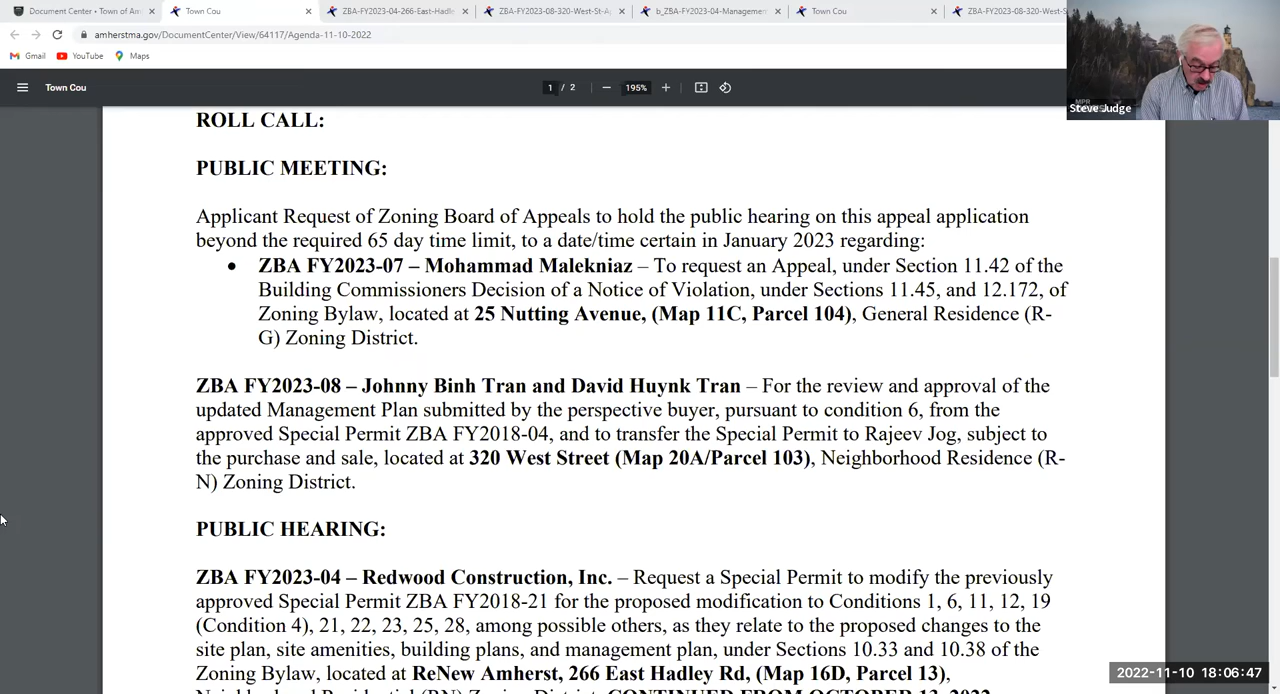 Document Center • Town of Am
Town Cou
ZBA-FY2023-04-266-East-Hadle
ZBA-FY2023-08-320-West-St-Ap
b_ZBA-FY2023-04-Managemen
Town Cou
ZBA-FY2023-08-320-West-S
amherstma.gov/DocumentCenter/View/64117/Agenda-11-10-2022
Gmail
YouTube
Maps
Town Cou
1 / 2
195%
Steve Judge
ROLL CALL:
PUBLIC MEETING:
Applicant Request of Zoning Board of Appeals to hold the public hearing on this appeal application
beyond the required 65 day time limit, to a date/time certain in January 2023 regarding:
• ZBA FY2023-07 – Mohammad Malekniaz – To request an Appeal, under Section 11.42 of the
Building Commissioners Decision of a Notice of Violation, under Sections 11.45, and 12.172, of
Zoning Bylaw, located at 25 Nutting Avenue, (Map 11C, Parcel 104), General Residence (R-
G) Zoning District.
ZBA FY2023-08 – Johnny Binh Tran and David Huynk Tran – For the review and approval of the
updated Management Plan submitted by the perspective buyer, pursuant to condition 6, from the
approved Special Permit ZBA FY2018-04, and to transfer the Special Permit to Rajeev Jog, subject to
the purchase and sale, located at 320 West Street (Map 20A/Parcel 103), Neighborhood Residence (R-
N) Zoning District.
PUBLIC HEARING:
ZBA FY2023-04 – Redwood Construction, Inc. – Request a Special Permit to modify the previously
approved Special Permit ZBA FY2018-21 for the proposed modification to Conditions 1, 6, 11, 12, 19
(Condition 4), 21, 22, 23, 25, 28, among possible others, as they relate to the proposed changes to the
site plan, site amenities, building plans, and management plan, under Sections 10.33 and 10.38 of the
Zoning Bylaw, located at ReNew Amherst, 266 East Hadley Rd, (Map 16D, Parcel 13),
Neighborhood Residential (RN) Zoning District. CONTINUED FROM OCTOBER 13, 2022
2022-11-10 18:06:47